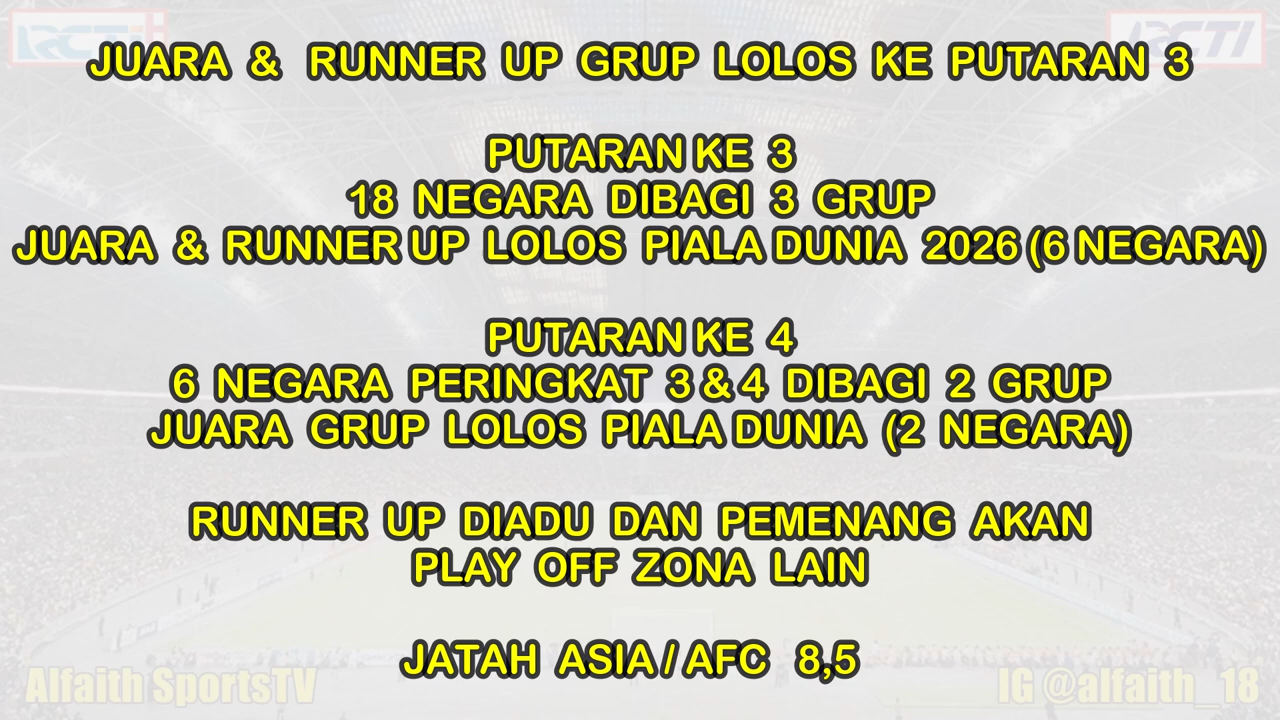 RCTI+ RCTI
JUARA & RUNNER UP GRUP LOLOS KE PUTARAN 3
PUTARAN KE 3
18 NEGARA DIBAGI 3 GRUP
JUARA & RUNNER UP LOLOS PIALA DUNIA 2026 (6 NEGARA)
PUTARAN KE 4
6 NEGARA PERINGKAT 3 & 4 DIBAGI 2 GRUP
JUARA GRUP LOLOS PIALA DUNIA (2 NEGARA)
RUNNER UP DIADU DAN PEMENANG AKAN
PLAY OFF ZONA LAIN
JATAH ASIA / AFC 8,5
Alfaith SportsTV IG @alfaith_18